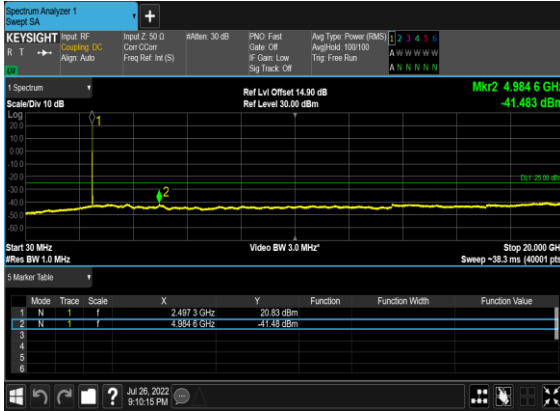 Spectrum Analyzer 1
Swept SA
+
KEYSIGHT Input: RF Input Z: 50 Ω #Atten: 30 dB PNO: Fast Avg Type: Power (RMS) 1 2 3 4 5 6
R T Coupling: DC Corr CCorr Gate: Off Avg|Hold: 100/100 A W W W W W
Align: Auto Freq Ref: Int (S) IF Gain: Low Trig: Free Run
Sig Track: Off A N N N N N
1 Spectrum Ref Lvl Offset 14.90 dB Mkr2 4.984 6 GHz
Scale/Div 10 dB Ref Level 30.00 dBm -41.483 dBm
Log
20.0
10.0
0.00
-10.0
-20.0
-30.0
-40.0
-50.0
-60.0
1
2
DL1 -25.00 dBm
Start 30 MHz Video BW 3.0 MHz* Stop 20.000 GHz
#Res BW 1.0 MHz Sweep ~38.3 ms (40001 pts)
5 Marker Table
Mode Trace Scale X Y Function Function Width Function Value
1 N 1 f 2.497 3 GHz 20.83 dBm
2 N 1 f 4.984 6 GHz -41.48 dBm
3
4
5
6
? Jul 26, 2022
9:10:15 PM